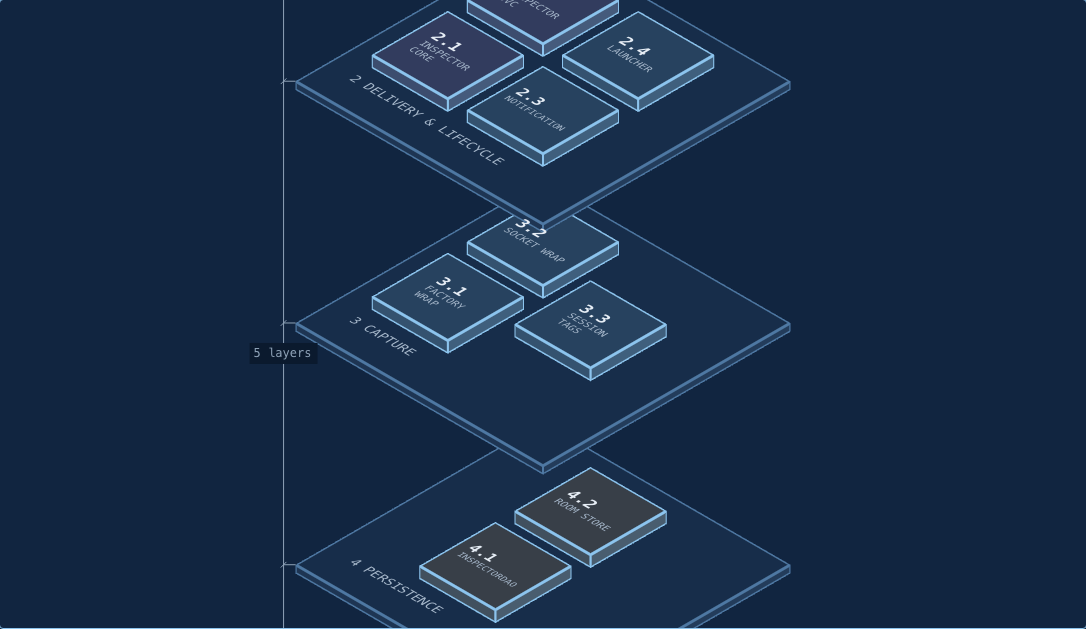 2.1
INSPECTOR
CORE
2.4
LAUNCHER
2.3
NOTIFICATION
2 DELIVERY & LIFECYCLE
3.2
SOCKET WRAP
3.1
FACTORY
WRAP
3.3
SESSION
TAGS
3 CAPTURE
5 layers
4.2
ROOM STORE
4.1
INSPECTORDAO
4 PERSISTENCE